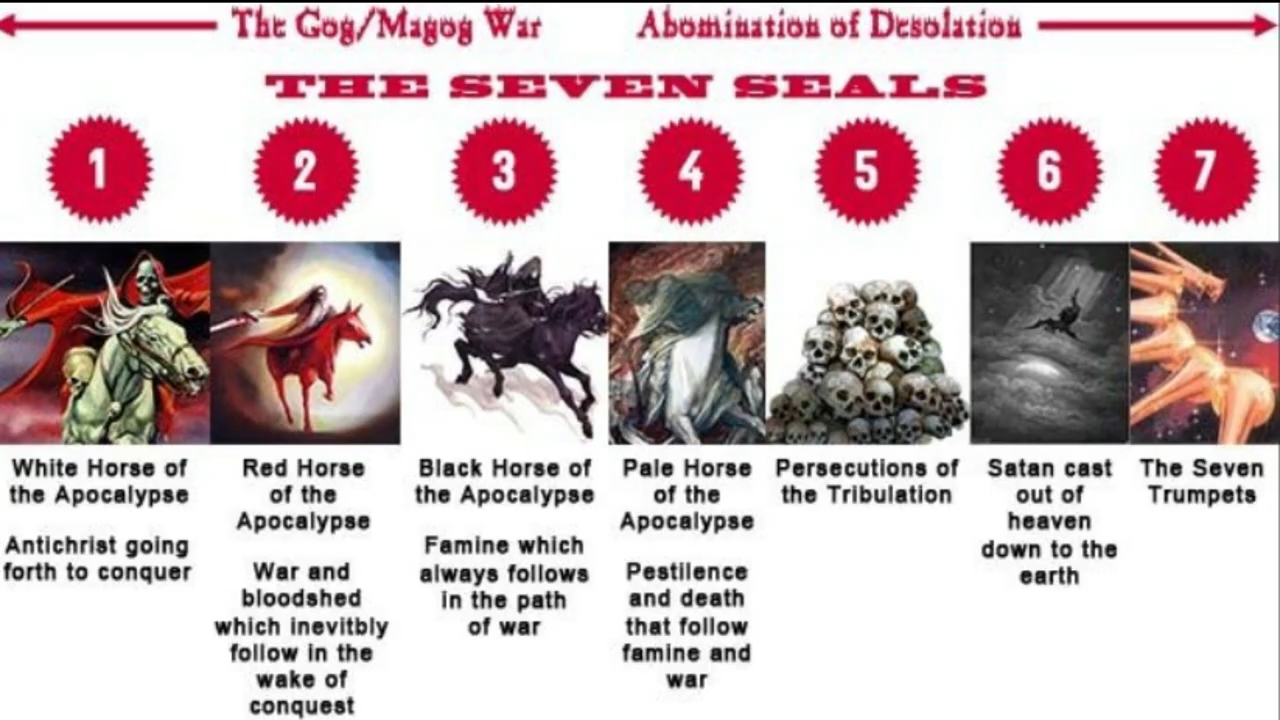 The Gog/Magog War
Abomination of Desolation
THE SEVEN SEALS
1
2
3
4
5
6
7
White Horse of
the Apocalypse
Antichrist going
forth to conquer
Red Horse
of the
Apocalypse
War and
bloodshed
which inevitbly
follow in the
wake of
conquest
Black Horse of
the Apocalypse
Famine which
always follows
in the path
of war
Pale Horse
of the
Apocalypse
Pestilence
and death
that follow
famine and
war
Persecutions of
the Tribulation
Satan cast
out of
heaven
down to the
earth
The Seven
Trumpets